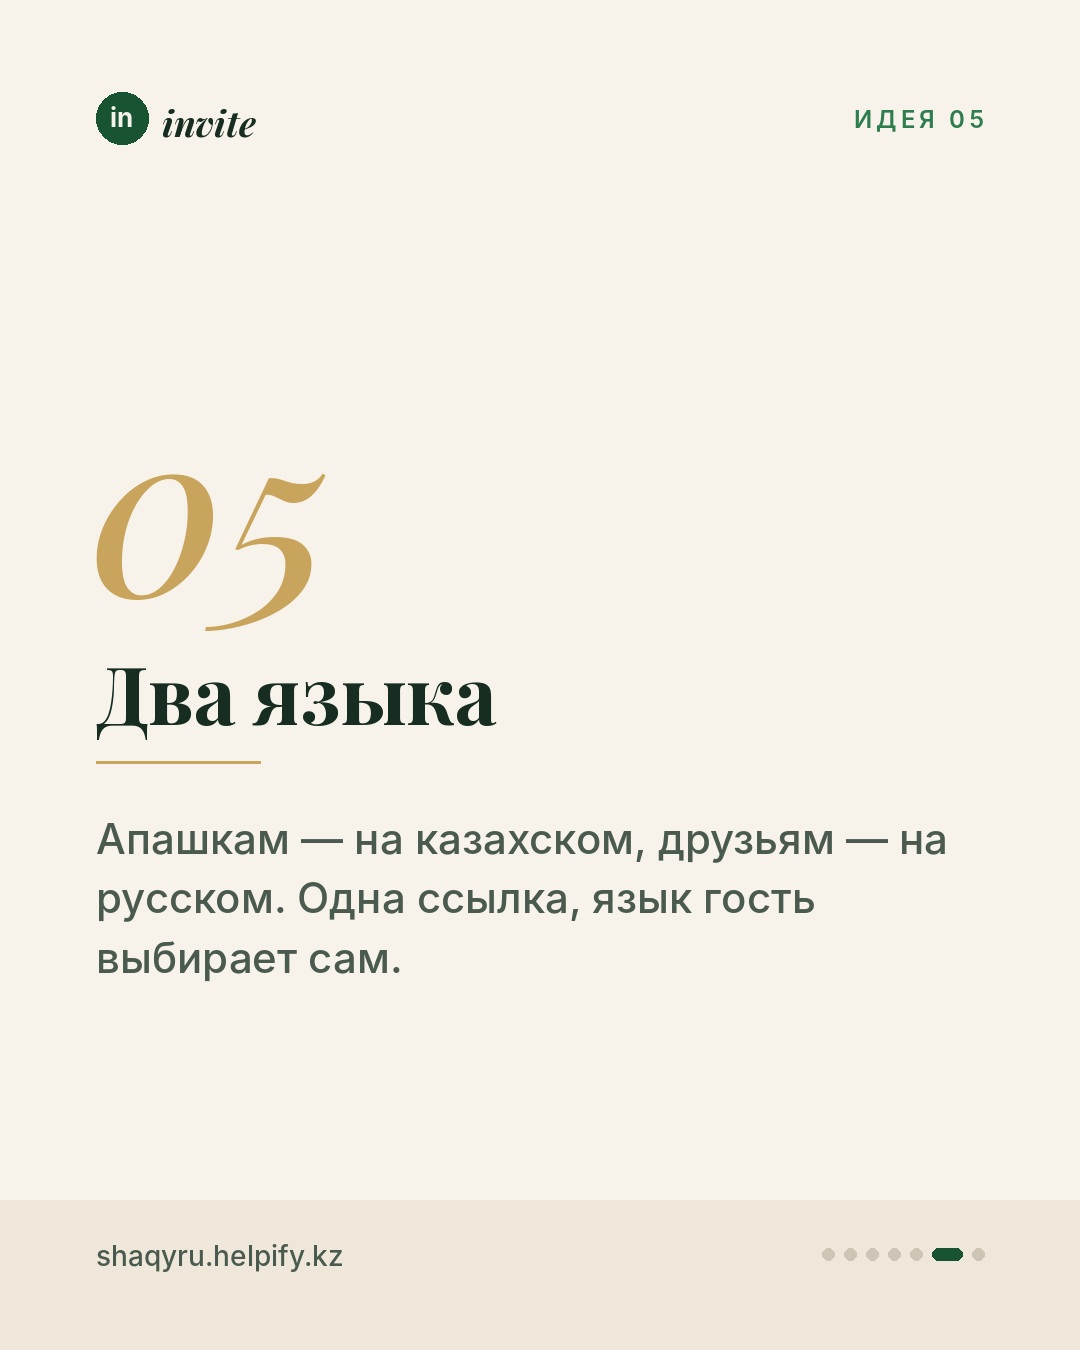 in invite
ИДЕЯ 05
05
Два языка
Апашкам — на казахском, друзьям — на
русском. Одна ссылка, язык гость
выбирает сам.
shaqyru.helpify.kz